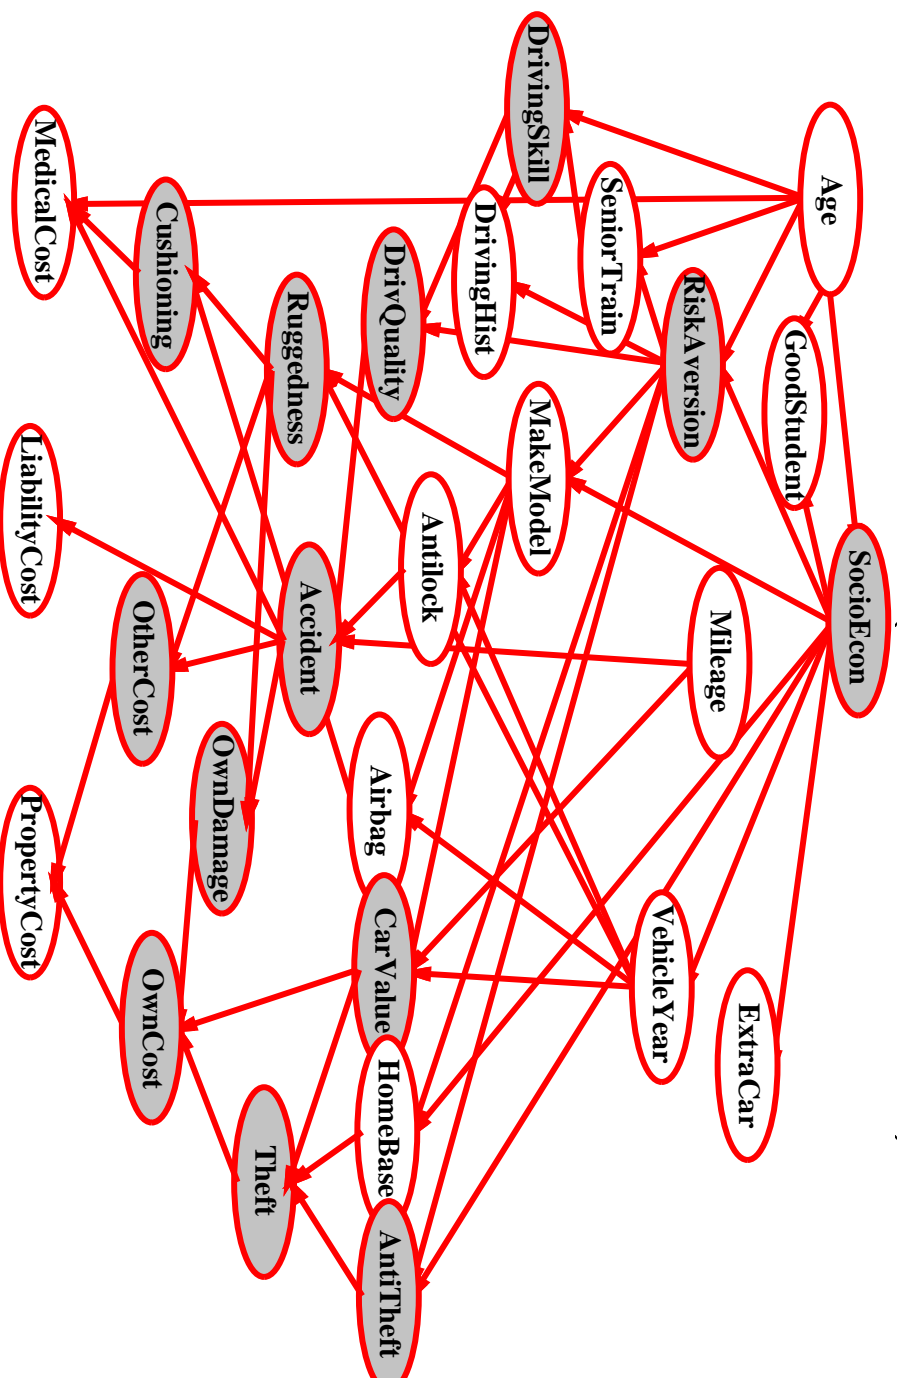 SocioEcon
Age
GoodStudent
ExtraCar
Mileage
RiskAversion
VehicleYear
SeniorTrain
DrivingSkill
MakeModel
DrivingHist
Antilock
DrivQuality
Airbag
CarValue
HomeBase
AntiTheft
Ruggedness
Accident
Theft
OwnDamage
Cushioning
OtherCost
OwnCost
MedicalCost
LiabilityCost
PropertyCost